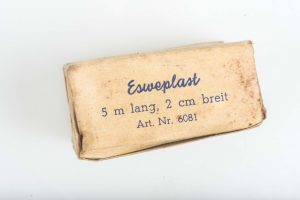 Esweplast
5 m lang, 2 cm breit
Art. Nr. 6081